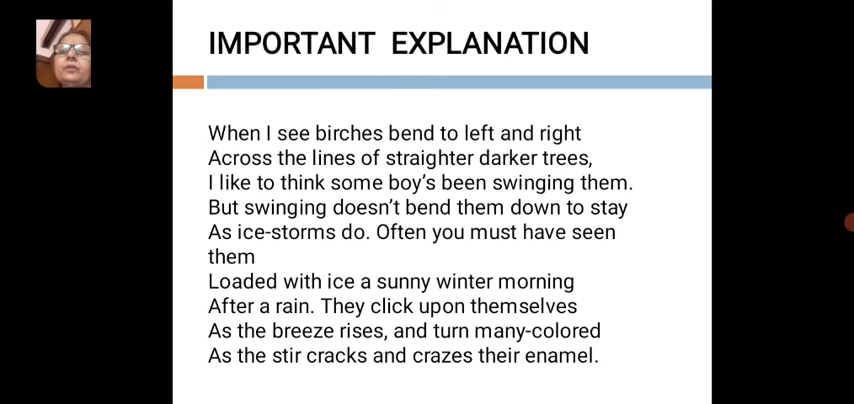 IMPORTANT EXPLANATION
When I see birches bend to left and right
Across the lines of straighter darker trees,
I like to think some boy’s been swinging them.
But swinging doesn’t bend them down to stay
As ice-storms do. Often you must have seen
them
Loaded with ice a sunny winter morning
After a rain. They click upon themselves
As the breeze rises, and turn many-colored
As the stir cracks and crazes their enamel.